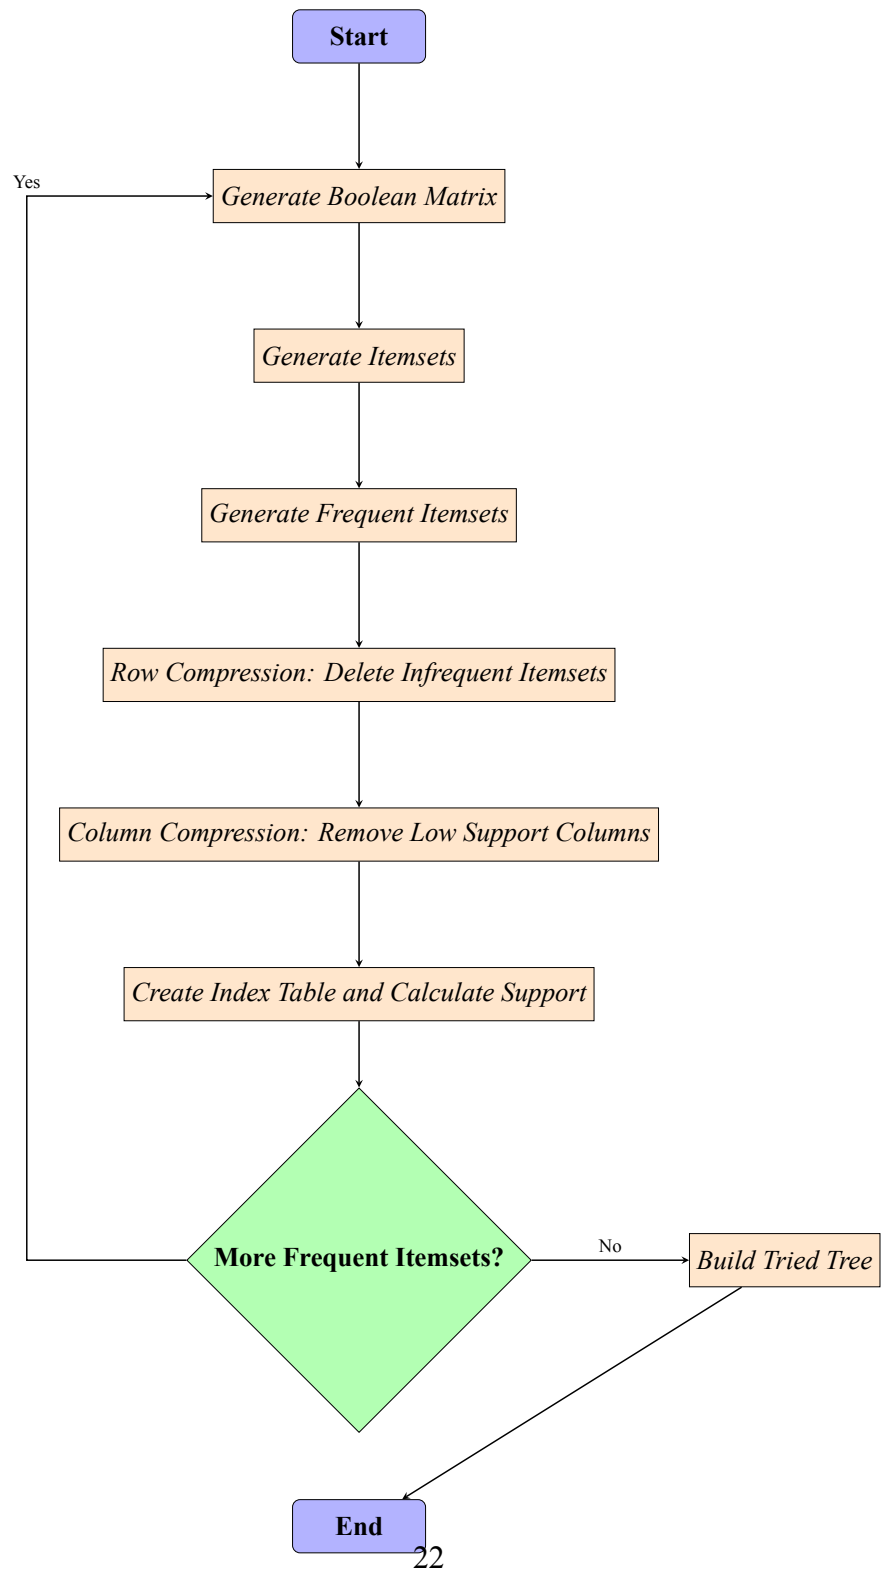 Start
Yes
Generate Boolean Matrix
Generate Itemsets
Generate Frequent Itemsets
Row Compression: Delete Infrequent Itemsets
Column Compression: Remove Low Support Columns
Create Index Table and Calculate Support
More Frequent Itemsets?
No
Build Tried Tree
End
22